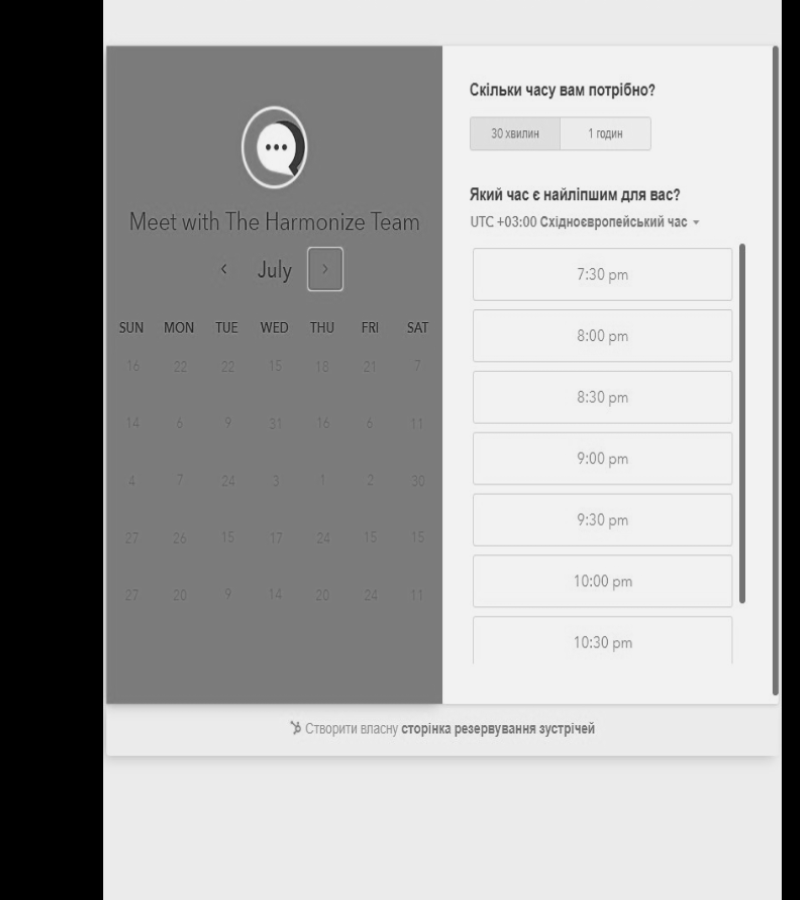 Meet with The Harmonize Team
July
SUN MON TUE WED THU FRI SAT
16 22 22 15 18 21 7
14 6 9 31 16 6 11
4 7 24 3 1 2 30
27 26 15 17 24 15 15
27 20 9 14 20 24 11
Скільки часу вам потрібно?
30 хвилин 1 годин
Який час є найліпшим для вас?
UTC +03:00 Східноєвропейський час
7:30 pm
8:00 pm
8:30 pm
9:00 pm
9:30 pm
10:00 pm
10:30 pm
Створити власну сторінка резервування зустрічей